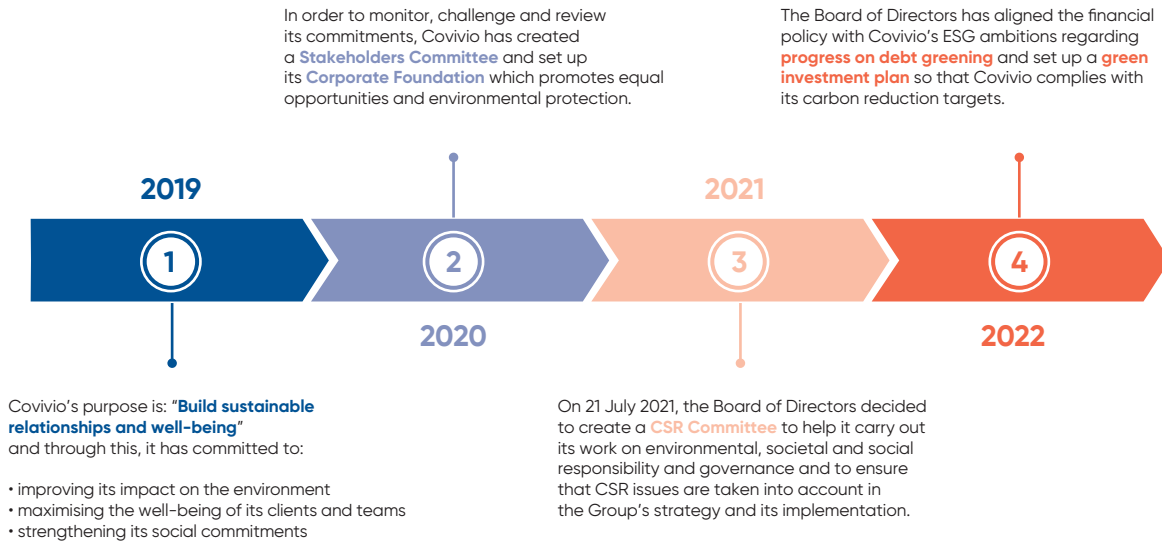 In order to monitor, challenge and review
its commitments, Covivio has created
a Stakeholders Committee and set up
its Corporate Foundation which promotes equal
opportunities and environmental protection.
The Board of Directors has aligned the financial
policy with Covivio’s ESG ambitions regarding
progress on debt greening and set up a green
investment plan so that Covivio complies with
its carbon reduction targets.
2019
2021
1
2
3
4
2020
2022
Covivio’s purpose is: “Build sustainable
relationships and well-being”
and through this, it has committed to:
• improving its impact on the environment
• maximising the well-being of its clients and teams
• strengthening its social commitments
On 21 July 2021, the Board of Directors decided
to create a CSR Committee to help it carry out
its work on environmental, societal and social
responsibility and governance and to ensure
that CSR issues are taken into account in
the Group’s strategy and its implementation.